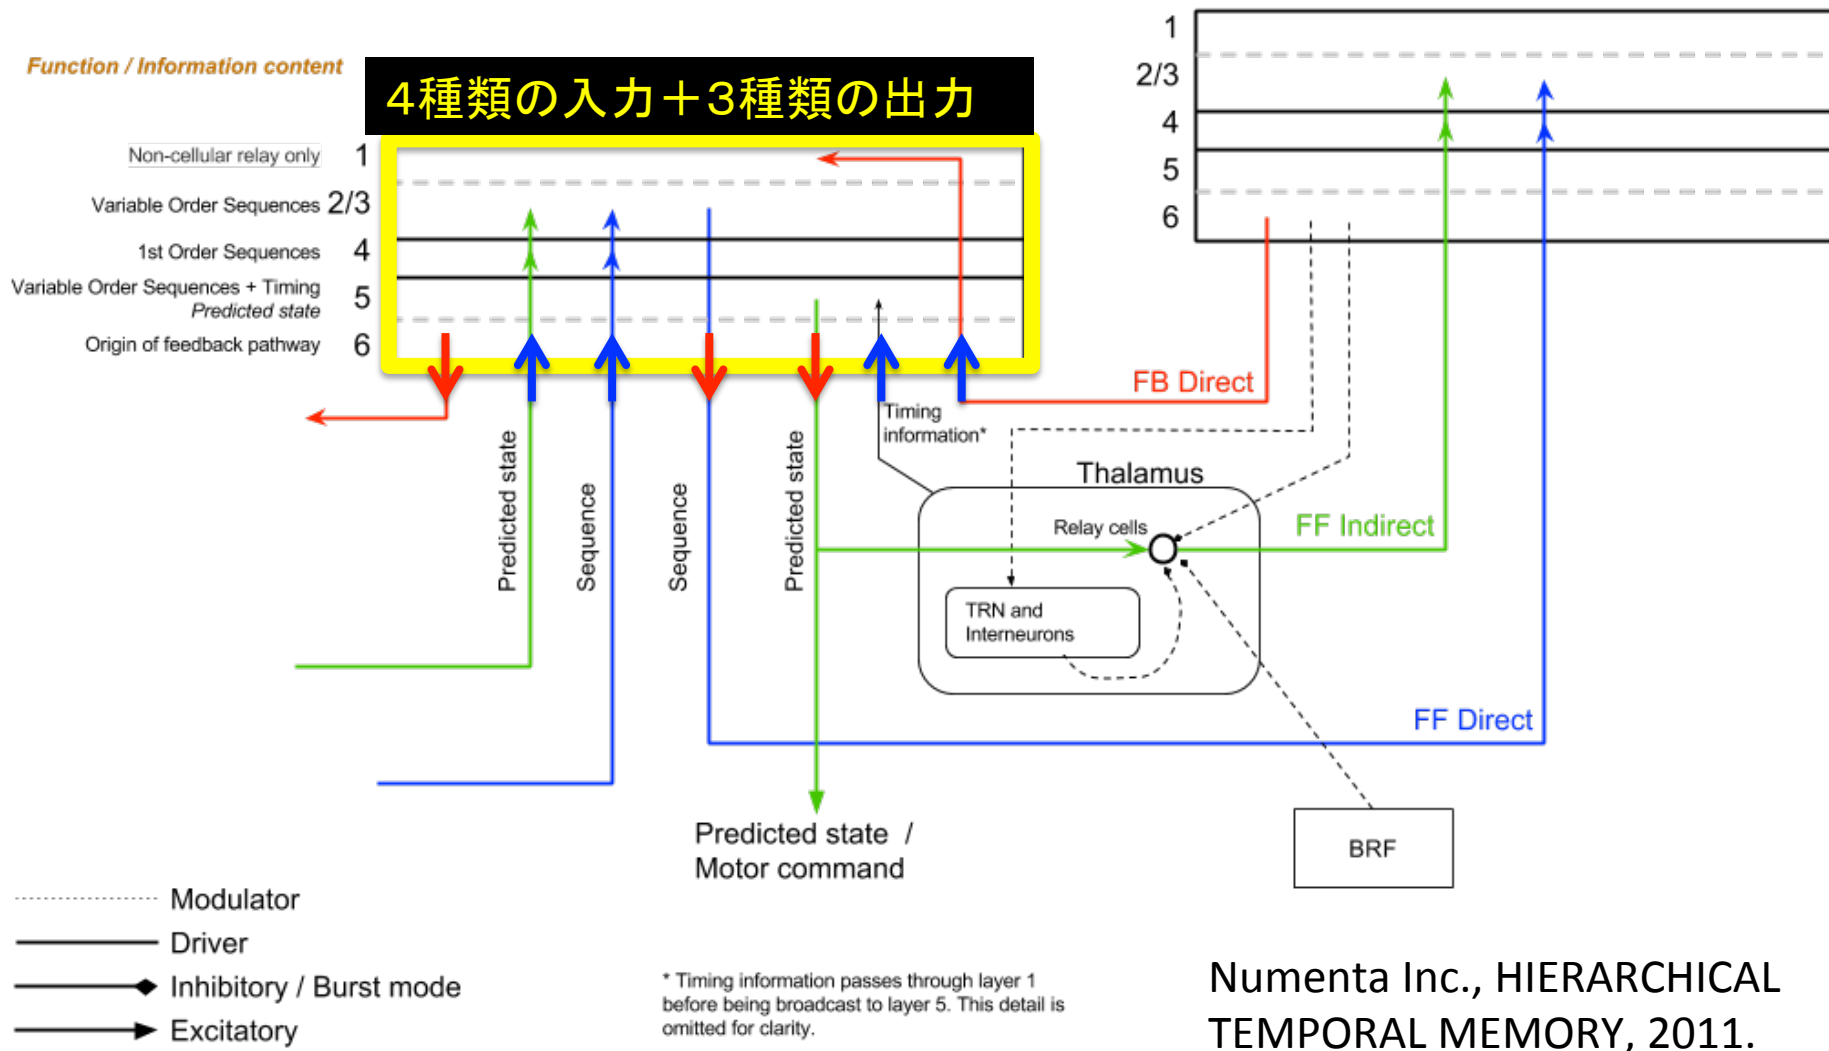 Function / Information content
4種類の入力＋3種類の出力
Non-cellular relay only 1
Variable Order Sequences 2/3
1st Order Sequences 4
Variable Order Sequences + Timing
Predicted state
5
Origin of feedback pathway 6
1
2/3
4
5
6
FB Direct
Timing
information*
Predicted state
Sequence
Sequence
Predicted state
Thalamus
Relay cells
FF Indirect
TRN and
Interneurons
FF Direct
Predicted state /
Motor command
BRF
Modulator
Driver
Inhibitory / Burst mode
Excitatory
* Timing information passes through layer 1
before being broadcast to layer 5. This detail is
omitted for clarity.
Numenta Inc., HIERARCHICAL
TEMPORAL MEMORY, 2011.